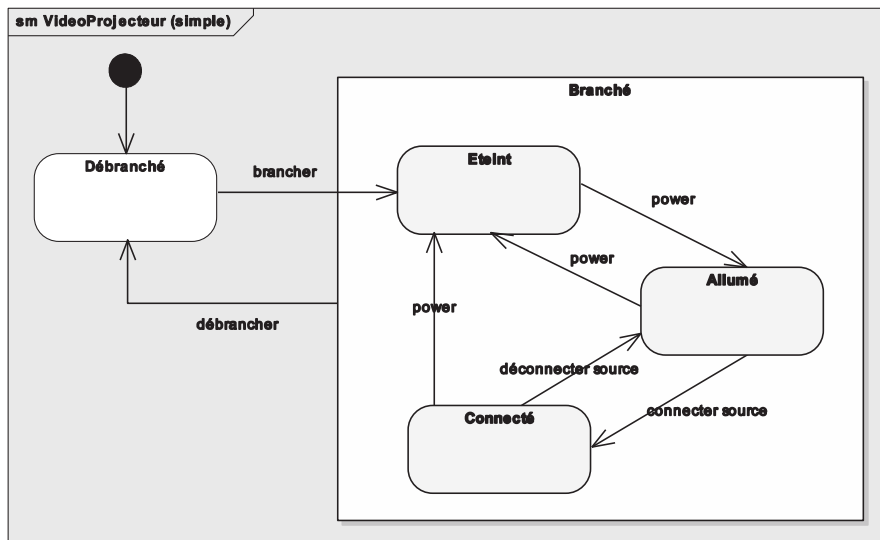 sm VideoProjecteur (simple)
Branché
Débranché
Eteint
brancher
power
power
Allumé
power
débrancher
déconnecter source
connecter source
Connecté